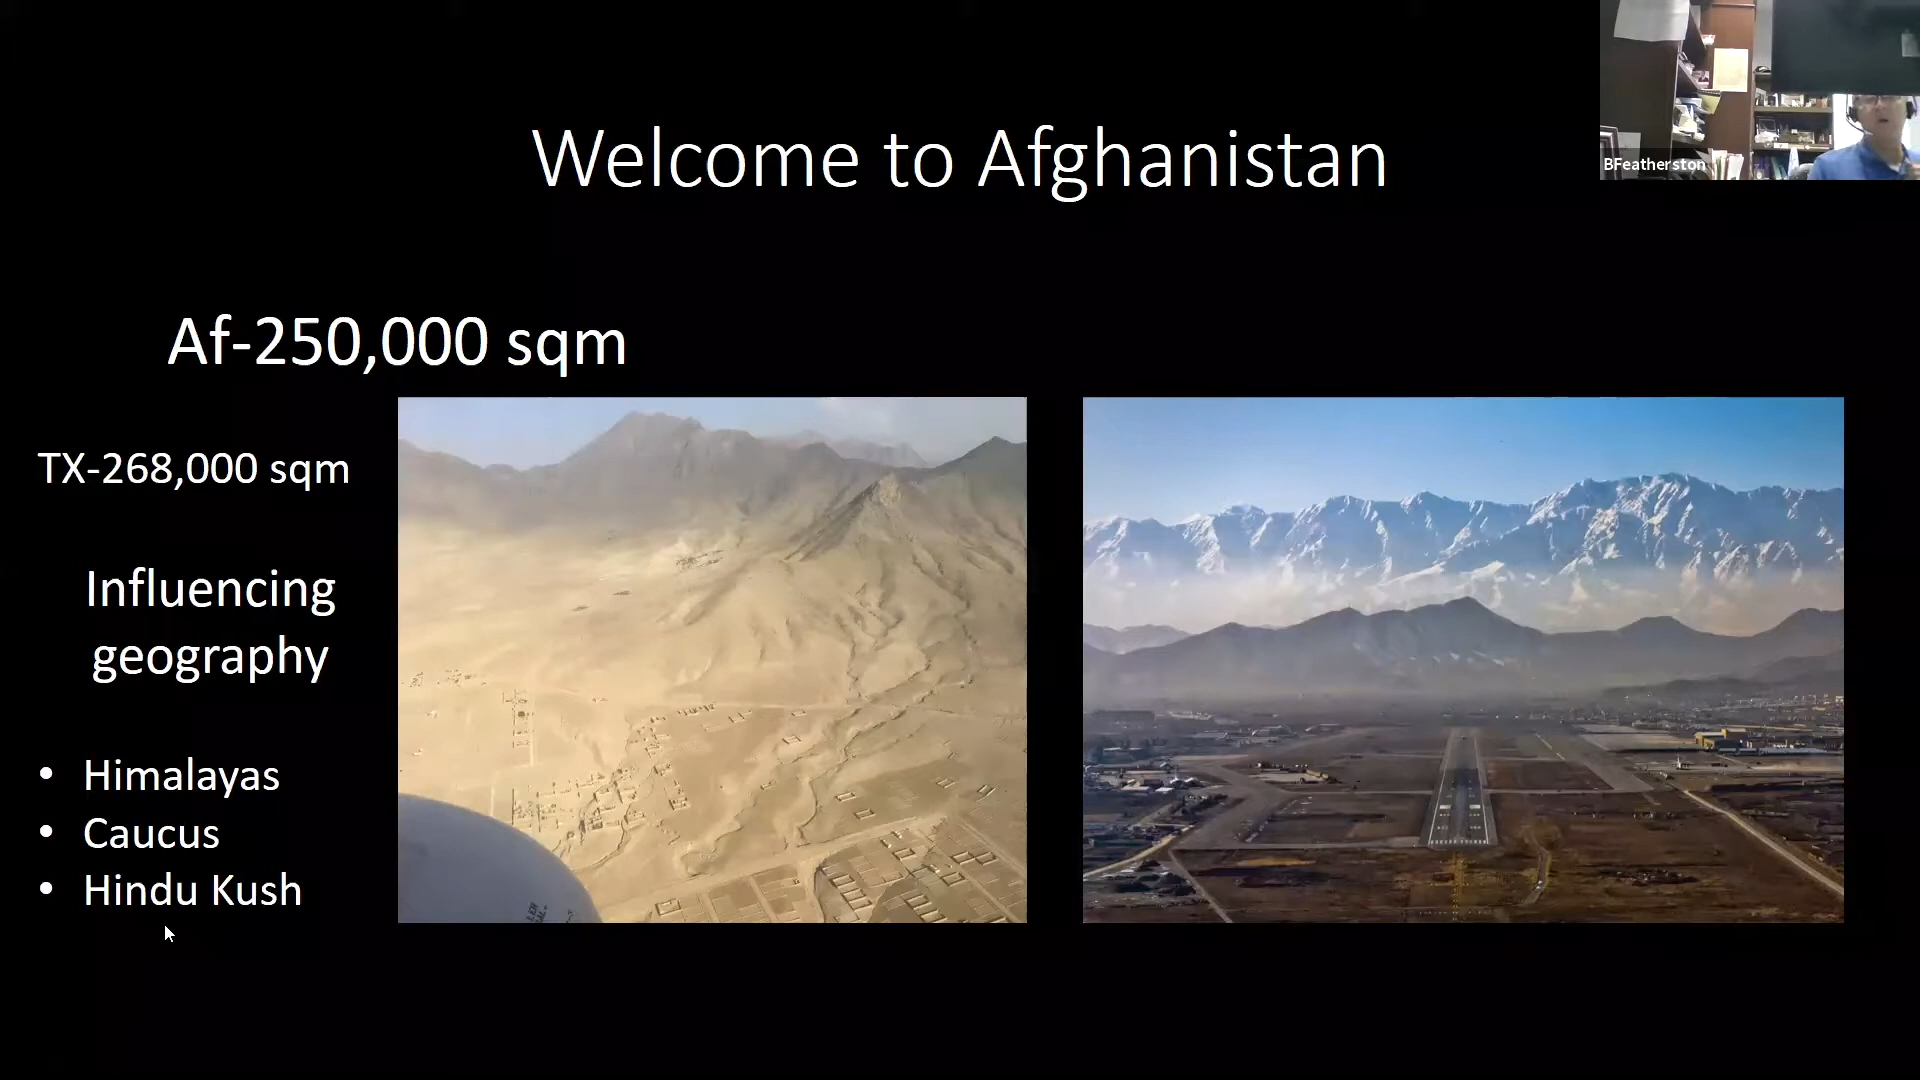 Welcome to Afghanistan
BFeatherston
Af-250,000 sqm
TX-268,000 sqm
Influencing
geography
• Himalayas
• Caucus
• Hindu Kush